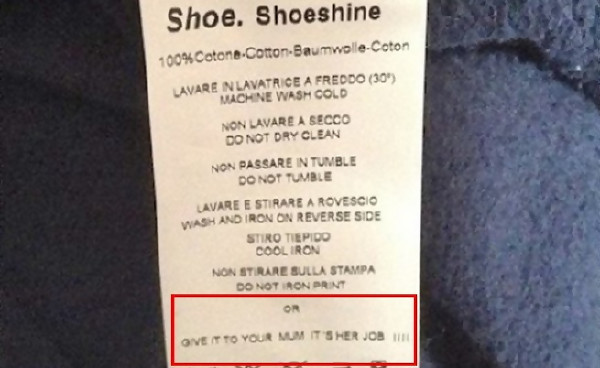 Shoe. Shoeshine
100%Cotone-Cotton-Baumwolle-Coton
LAVARE IN LAVATRICE A FREDDO (30°)
MACHINE WASH COLD
NON LAVARE A SECCO
DO NOT DRY CLEAN
NON PASSARE IN TUMBLE
DO NOT TUMBLE
LAVARE E STIRARE A ROVESCIO
WASH AND IRON ON REVERSE SIDE
STIRO TIEPIDO
COOL IRON
NON STIRARE SULLA STAMPA
DO NOT IRON PRINT
OR
GIVE IT TO YOUR MUM IT'S HER JOB !!!!